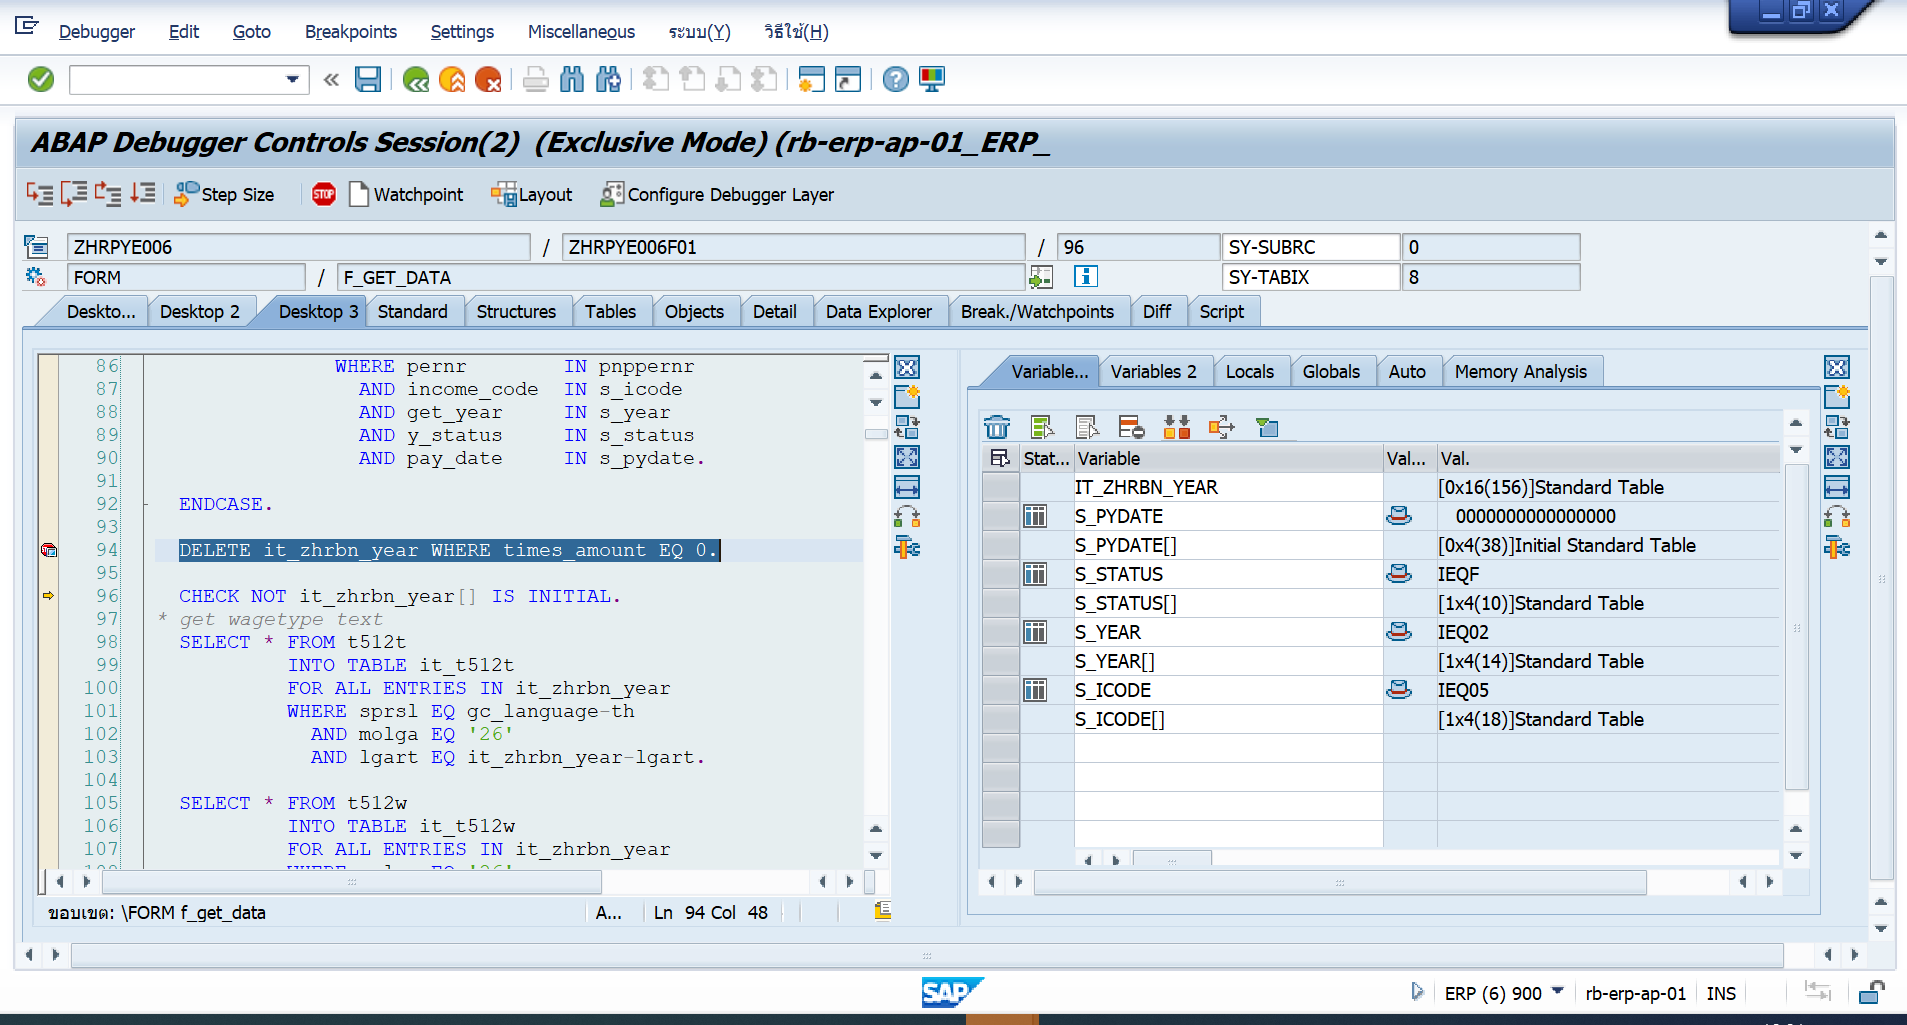 Debugger Edit Goto Breakpoints Settings Miscellaneous ระบบ(Y) วิธีใช้(H)
ABAP Debugger Controls Session(2) (Exclusive Mode) (rb-erp-ap-01_ERP_
Step Size STOP Watchpoint Layout Configure Debugger Layer
ZHRPYE006 / ZHRPYE006F01 / 96 SY-SUBRC 0
FORM / F_GET_DATA SY-TABIX 8
Deskto... Desktop 2 Desktop 3 Standard Structures Tables Objects Detail Data Explorer Break./Watchpoints Diff Script
86 WHERE pernr IN pnppernr
87 AND income_code IN s_icode
88 AND get_year IN s_year
89 AND y_status IN s_status
90 AND pay_date IN s_pydate.
91
92 ENDCASE.
93
94 DELETE it_zhrbn_year WHERE times_amount EQ 0.
95
96 CHECK NOT it_zhrbn_year[] IS INITIAL.
97 * get wagetype text
98 SELECT * FROM t512t
99 INTO TABLE it_t512t
100 FOR ALL ENTRIES IN it_zhrbn_year
101 WHERE sprsl EQ gc_language-th
102 AND molga EQ '26'
103 AND lgart EQ it_zhrbn_year-lgart.
104
105 SELECT * FROM t512w
106 INTO TABLE it_t512w
107 FOR ALL ENTRIES IN it_zhrbn_year
ขอบเขต: \FORM f_get_data A... Ln 94 Col 48
Variable... Variables 2 Locals Globals Auto Memory Analysis
Stat... Variable Val... Val.
IT_ZHRBN_YEAR [0x16(156)]Standard Table
S_PYDATE 0000000000000000
S_PYDATE[] [0x4(38)]Initial Standard Table
S_STATUS IEQF
S_STATUS[] [1x4(10)]Standard Table
S_YEAR IEQ02
S_YEAR[] [1x4(14)]Standard Table
S_ICODE IEQ05
S_ICODE[] [1x4(18)]Standard Table
SAP ERP (6) 900 rb-erp-ap-01 INS